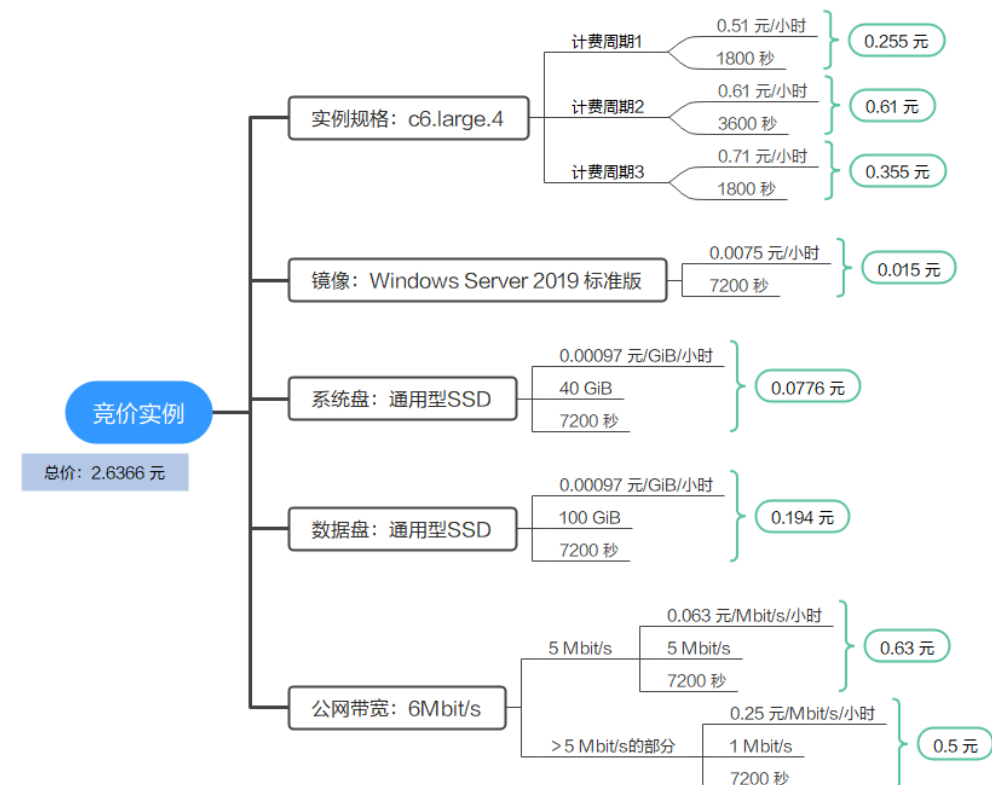 竞价实例
总价：2.6366 元
实例规格：c6.large.4
计费周期1
0.51 元/小时
1800 秒
0.255 元
计费周期2
0.61 元/小时
3600 秒
0.61 元
计费周期3
0.71 元/小时
1800 秒
0.355 元
镜像：Windows Server 2019 标准版
0.0075 元/小时
7200 秒
0.015 元
系统盘：通用型SSD
0.00097 元/GiB/小时
40 GiB
7200 秒
0.0776 元
数据盘：通用型SSD
0.00097 元/GiB/小时
100 GiB
7200 秒
0.194 元
公网带宽：6Mbit/s
5 Mbit/s
0.063 元/Mbit/s/小时
5 Mbit/s
7200 秒
0.63 元
>5 Mbit/s的部分
0.25 元/Mbit/s/小时
1 Mbit/s
7200 秒
0.5 元